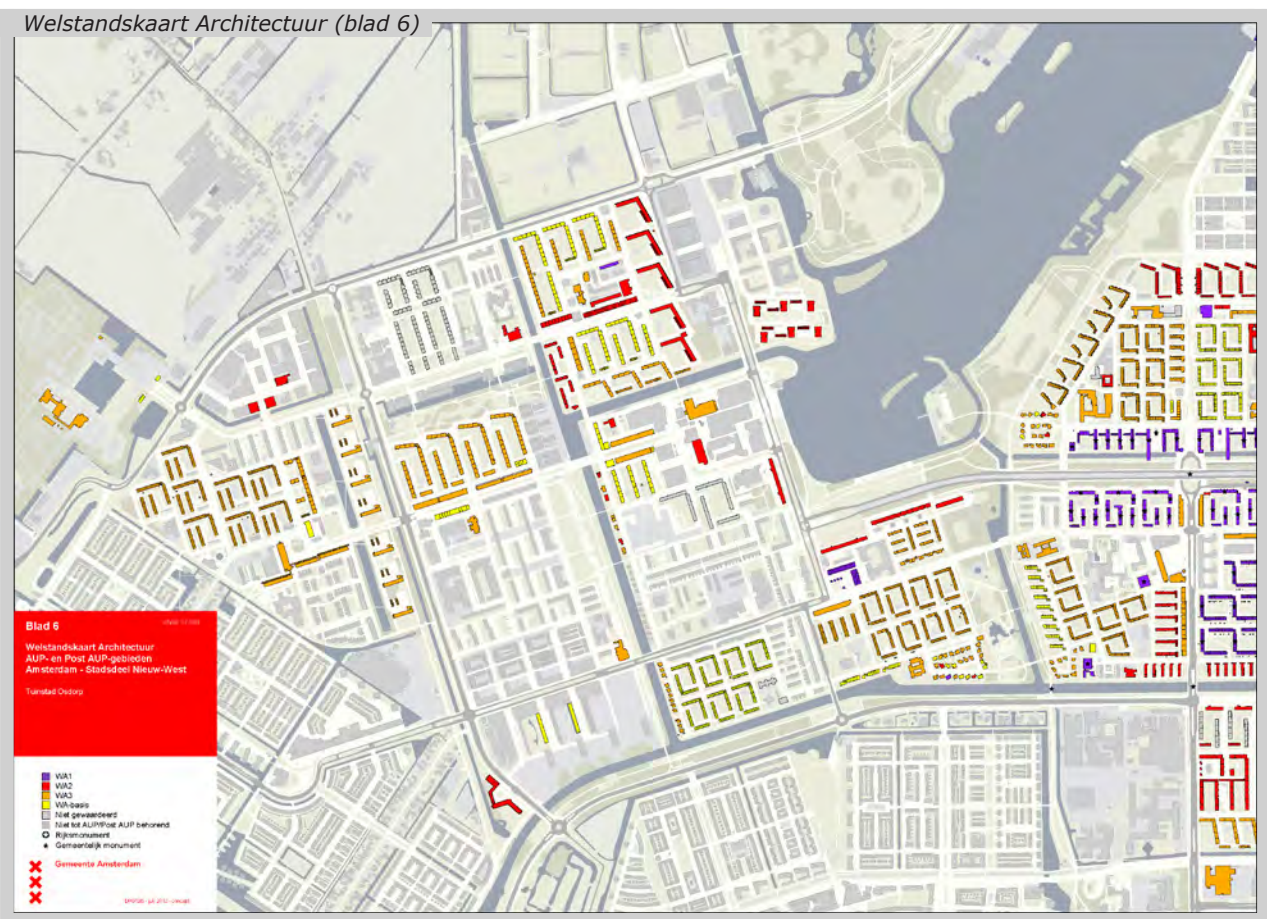 Welstandskaart Architectuur (blad 6)
Blad 6
Welstandskaart Architectuur
AUP- en Post AUP-gebieden
Amsterdam - Stadsdeel Nieuw-West
Tuinstad Osdorp
WA1
WA2
WA3
WA-basis
Niet gewaardeerd
Niet tot AUP/Post AUP behorend
Rijksmonument
Gemeentelijk monument
Gemeente Amsterdam